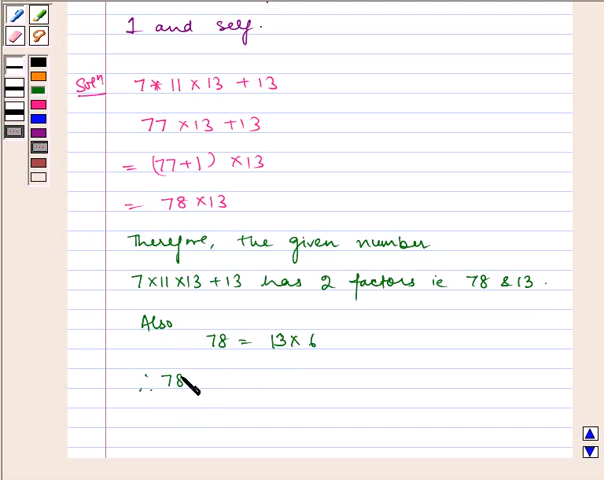 1 and self.
Solⁿ 7 * 11 × 13 + 13
77 × 13 + 13
= (77+1) × 13
= 78 × 13
Therefore, the given number
7×11×13 + 13 has 2 factors ie 78 & 13.
Also
78 = 13 × 6
∴ 78